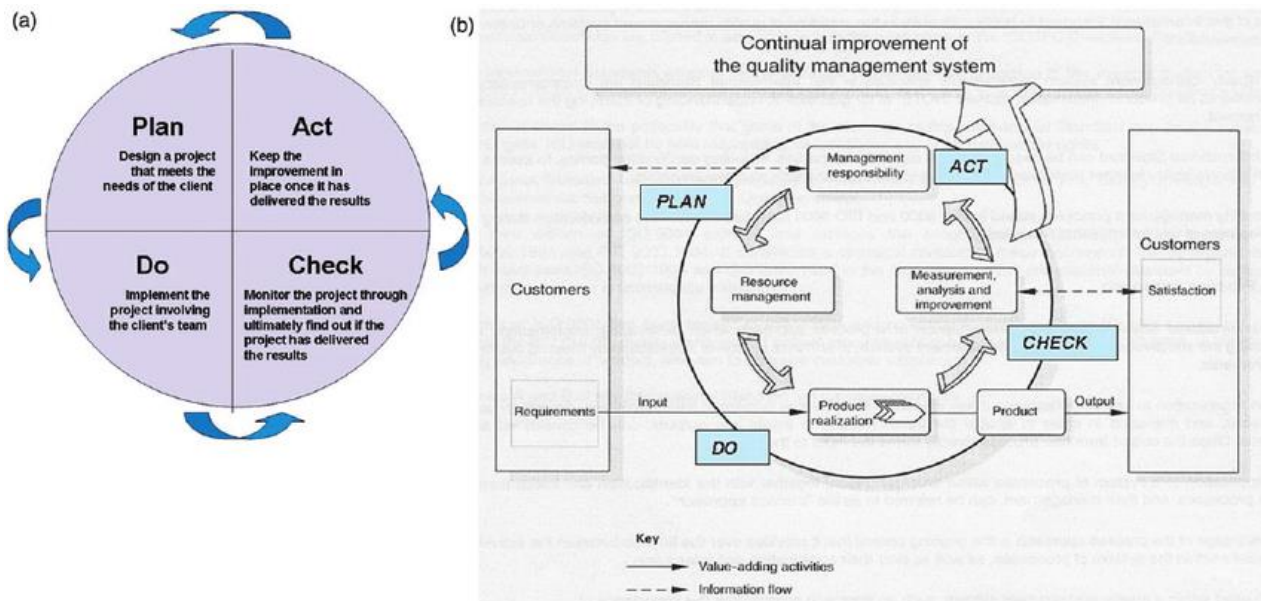 (a)
Plan
Design a project
that meets the
needs of the client
Act
Keep the
improvement in
place once it has
delivered the results
Do
Implement the
project involving
the client's team
Check
Monitor the project through
implementation and
ultimately find out if the
project has delivered
the results
(b)
Continual improvement of
the quality management system
Management
responsibility
ACT
PLAN
Customers
Resource
management
Measurement,
analysis and
improvement
Customers
Satisfaction
CHECK
Requirements
Input
Product
realization
Product
Output
DO
Key
Value-adding activities
Information flow